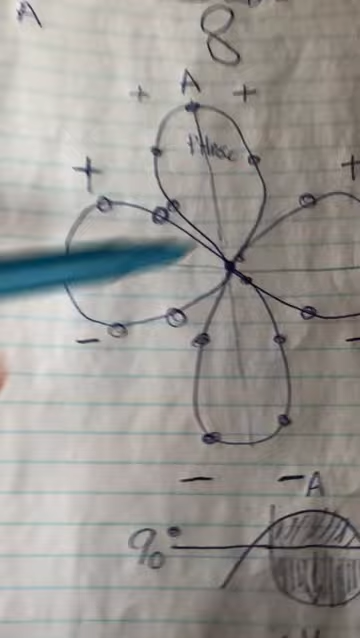 A
8
A
+ +
Phase
+ +
- -
- -A
90°